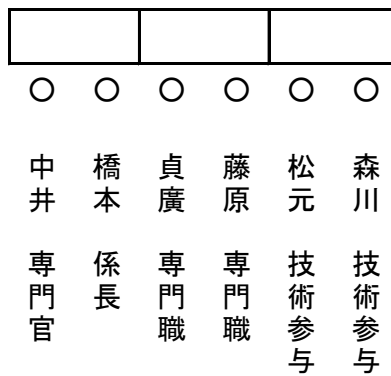 ○ 森川 技術参与
○ 松元 技術参与
○ 藤原 専門職
○ 貞廣 専門職
○ 橋本 係長
○ 中井 専門官